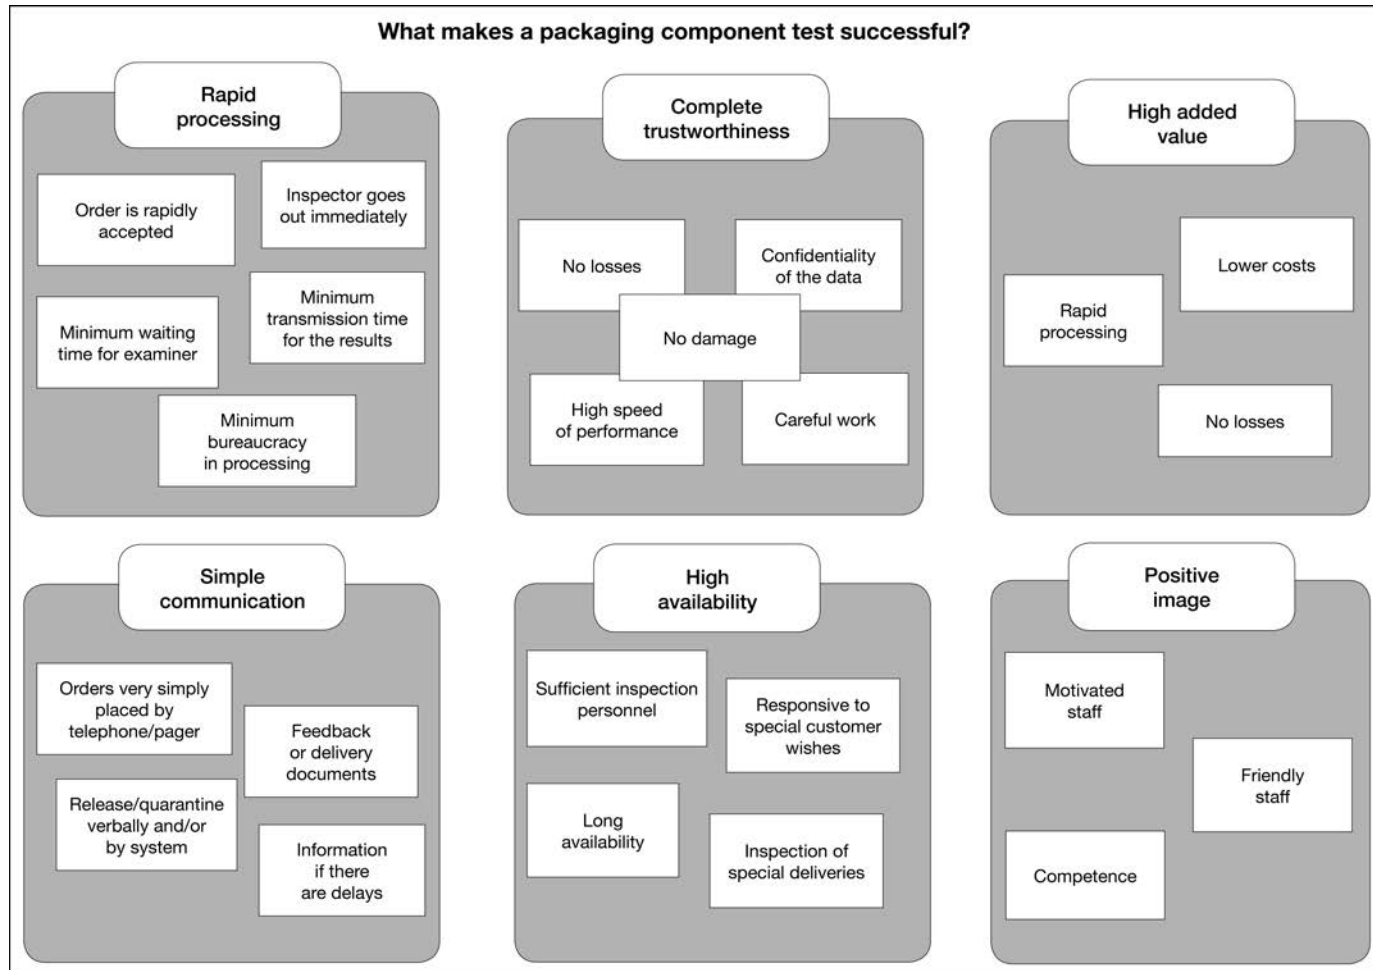 What makes a packaging component test successful?
Rapid
processing
Order is rapidly
accepted
Inspector goes
out immediately
Minimum waiting
time for examiner
Minimum
transmission time
for the results
Minimum
bureaucracy
in processing
Complete
trustworthiness
No losses
Confidentiality
of the data
No damage
High speed
of performance
Careful work
High added
value
Lower costs
Rapid
processing
No losses
Simple
communication
Orders very simply
placed by
telephone/pager
Feedback
or delivery
documents
Release/quarantine
verbally and/or
by system
Information
if there
are delays
High
availability
Sufficient inspection
personnel
Responsive to
special customer
wishes
Long
availability
Inspection of
special deliveries
Positive
image
Motivated
staff
Friendly
staff
Competence